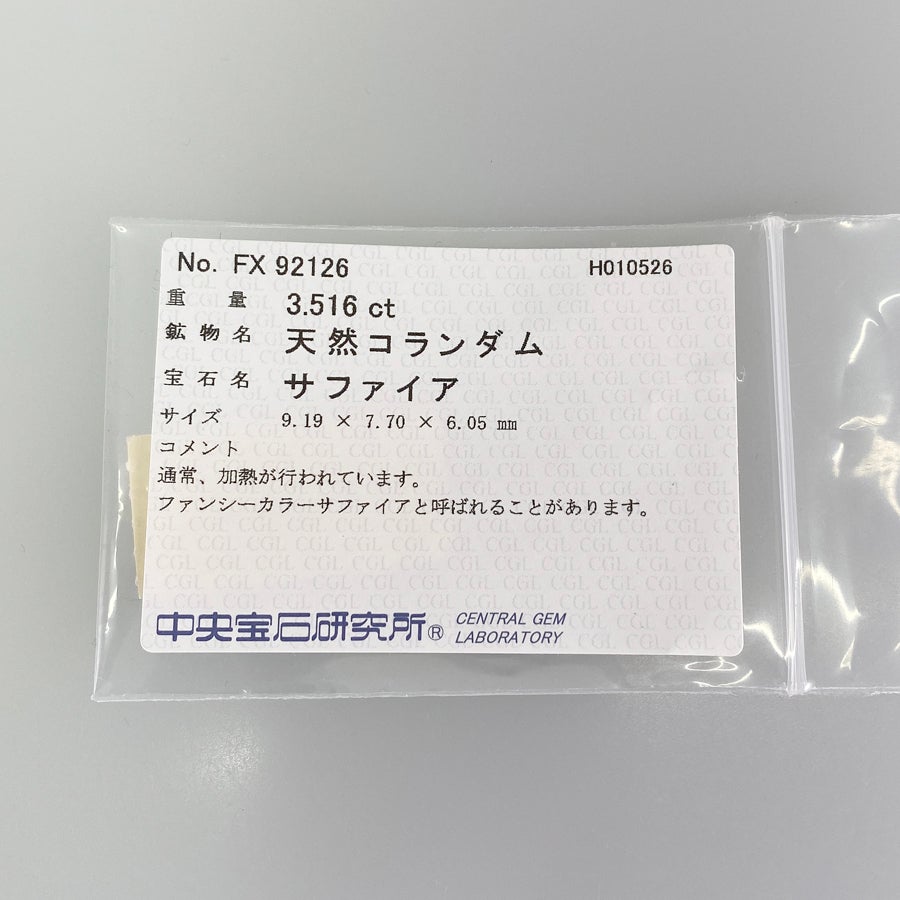 No. FX 92126 H010526
重量 3.516 ct
鉱物名 天然コランダム
宝石名 サファイア
サイズ 9.19 × 7.70 × 6.05 mm
コメント
通常、加熱が行われています。
ファンシーカラーサファイアと呼ばれることがあります。
中央宝石研究所® CENTRAL GEM
LABORATORY